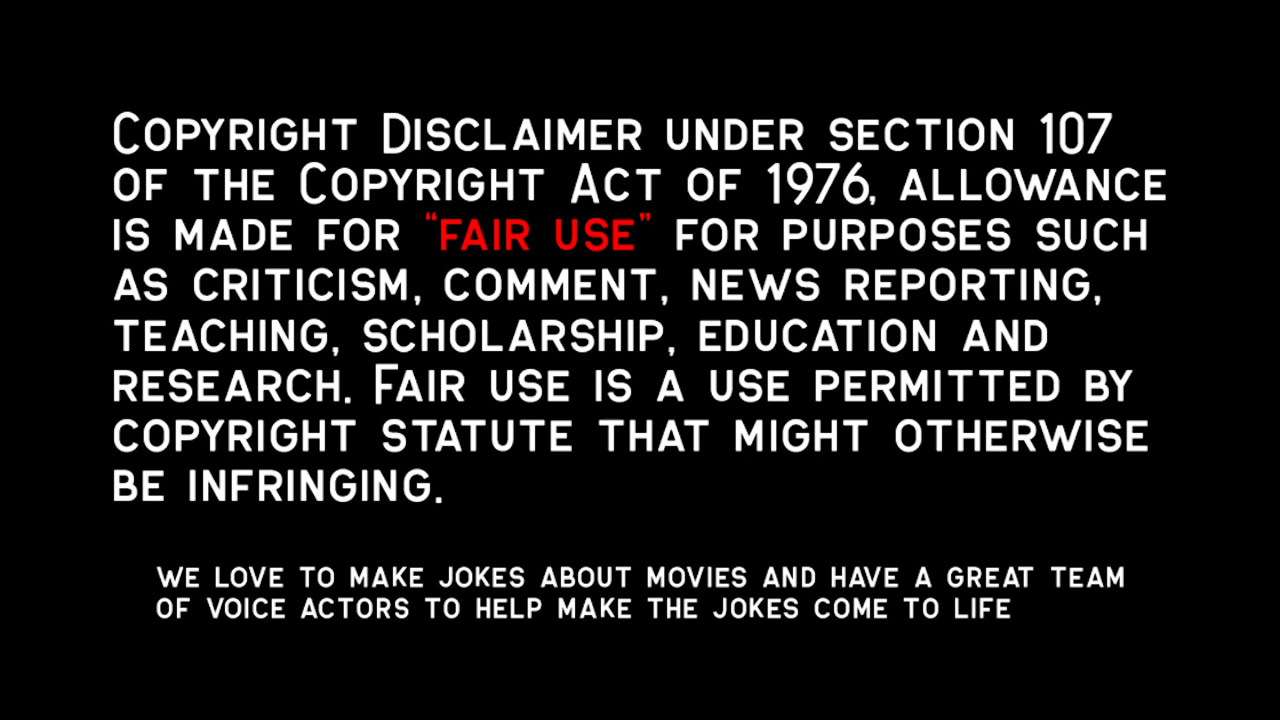 Copyright Disclaimer under section 107
of the Copyright Act of 1976, allowance
is made for “fair use” for purposes such
as criticism, comment, news reporting,
teaching, scholarship, education and
research. Fair use is a use permitted by
copyright statute that might otherwise
be infringing.
we love to make jokes about movies and have a great team
of voice actors to help make the jokes come to life